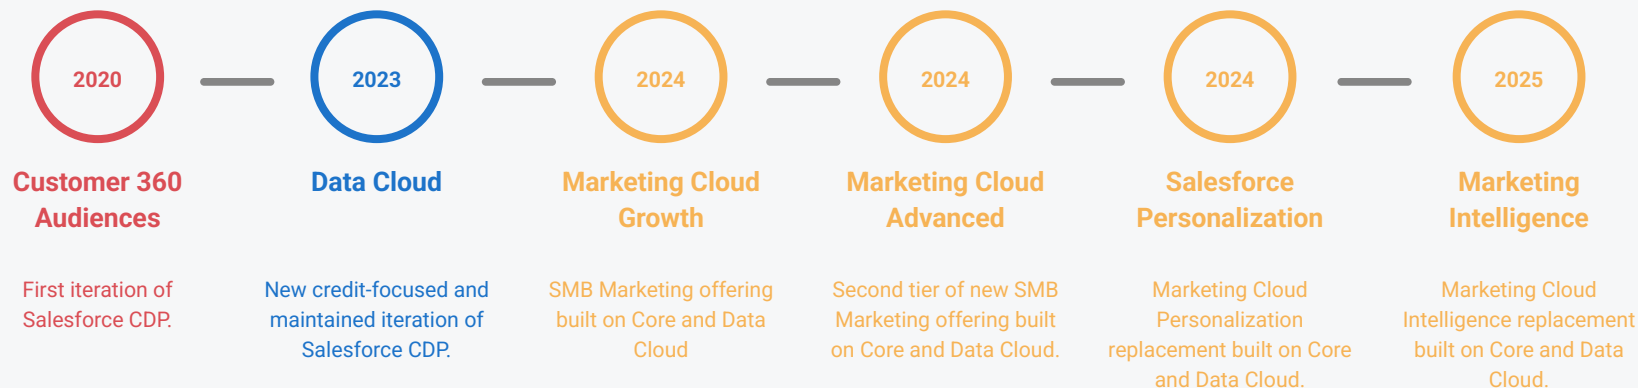 2020
Customer 360
Audiences
First iteration of
Salesforce CDP.
2023
Data Cloud
New credit-focused and
maintained iteration of
Salesforce CDP.
2024
Marketing Cloud
Growth
SMB Marketing offering
built on Core and Data
Cloud
2024
Marketing Cloud
Advanced
Second tier of new SMB
Marketing offering built
on Core and Data Cloud.
2024
Salesforce
Personalization
Marketing Cloud
Personalization
replacement built on Core
and Data Cloud.
2025
Marketing
Intelligence
Marketing Cloud
Intelligence replacement
built on Core and Data
Cloud.